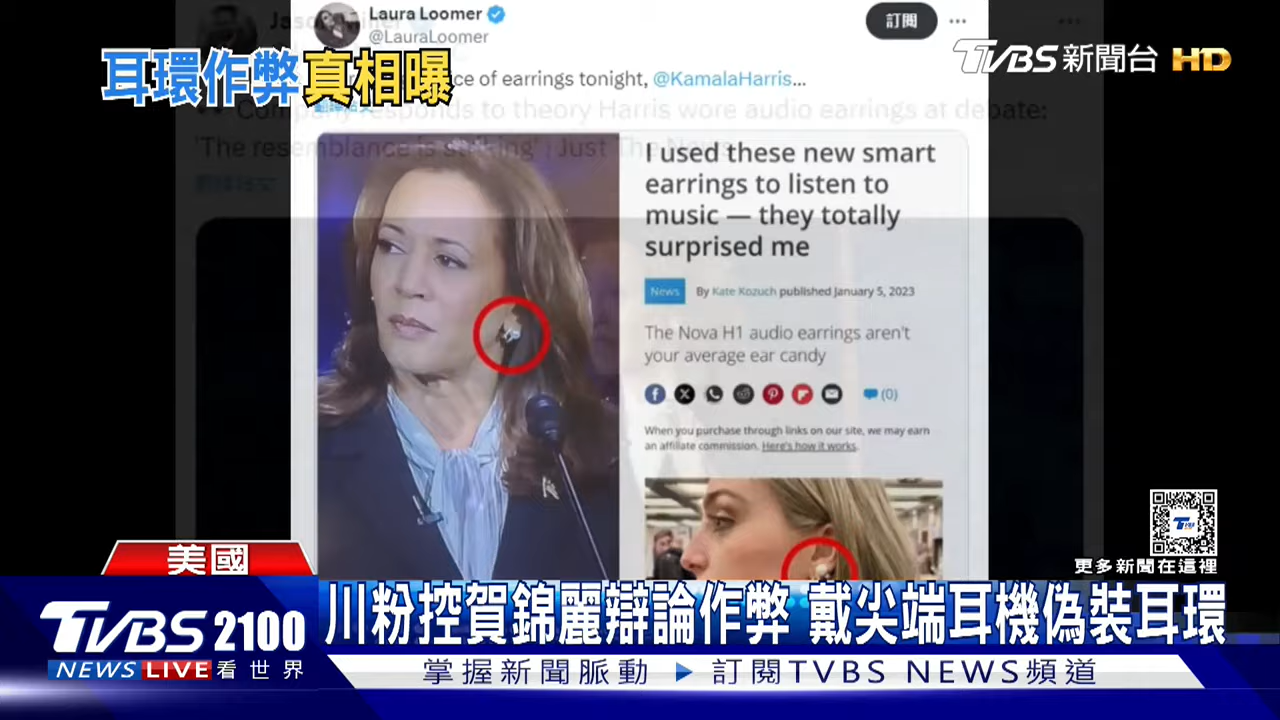 Laura Loomer
@LauraLoomer
訂閱
TVBS新聞台 HD
耳環作弊真相曝
ce of earrings tonight, @KamalaHarris...
Company responds to theory Harris wore audio earrings at debate:
'The resemblance is striking' | Just The News
I used these new smart
earrings to listen to
music — they totally
surprised me
News By Kate Kozuch published January 5, 2023
The Nova H1 audio earrings aren't
your average ear candy
(0)
When you purchase through links on our site, we may earn
an affiliate commission. Here's how it works.
TVBS
更多新聞在這裡
美國
川粉控賀錦麗辯論作弊 戴尖端耳機偽裝耳環
TVBS 2100
NEWS LIVE 看世界
掌握新聞脈動 ▶ 訂閱TVBS NEWS頻道